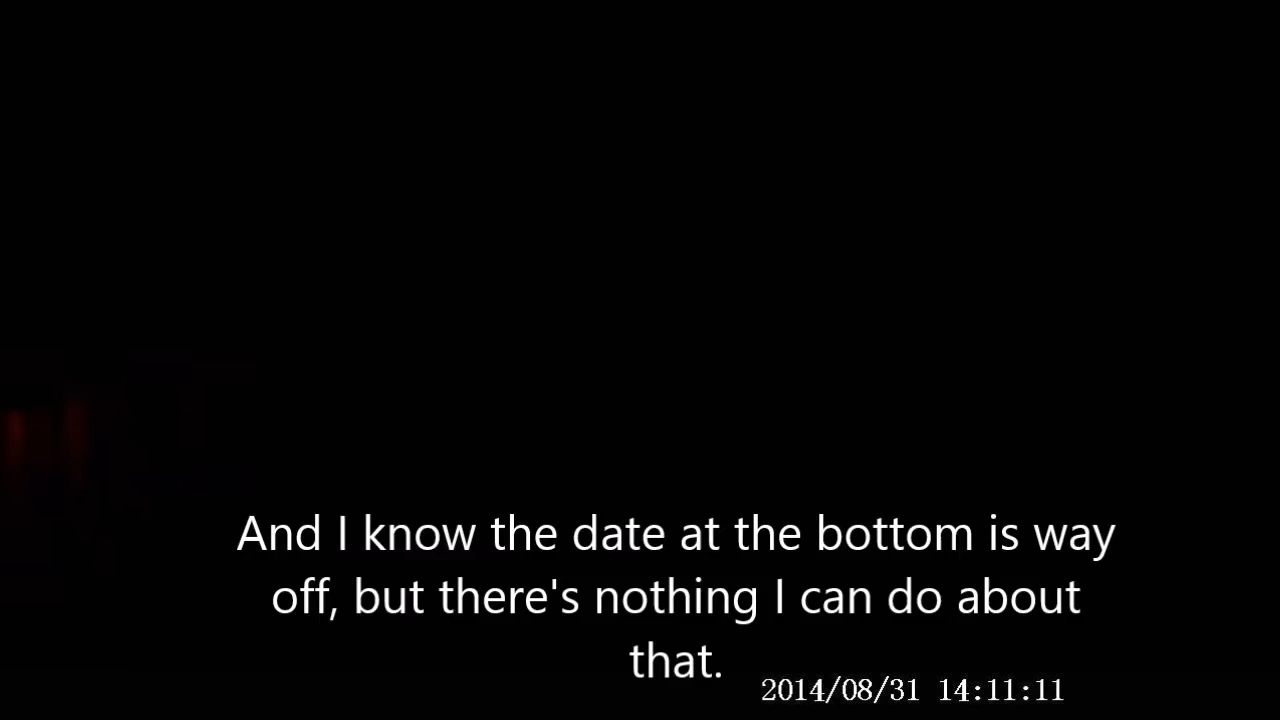 And I know the date at the bottom is way
off, but there's nothing I can do about
that.
2014/08/31 14:11:11